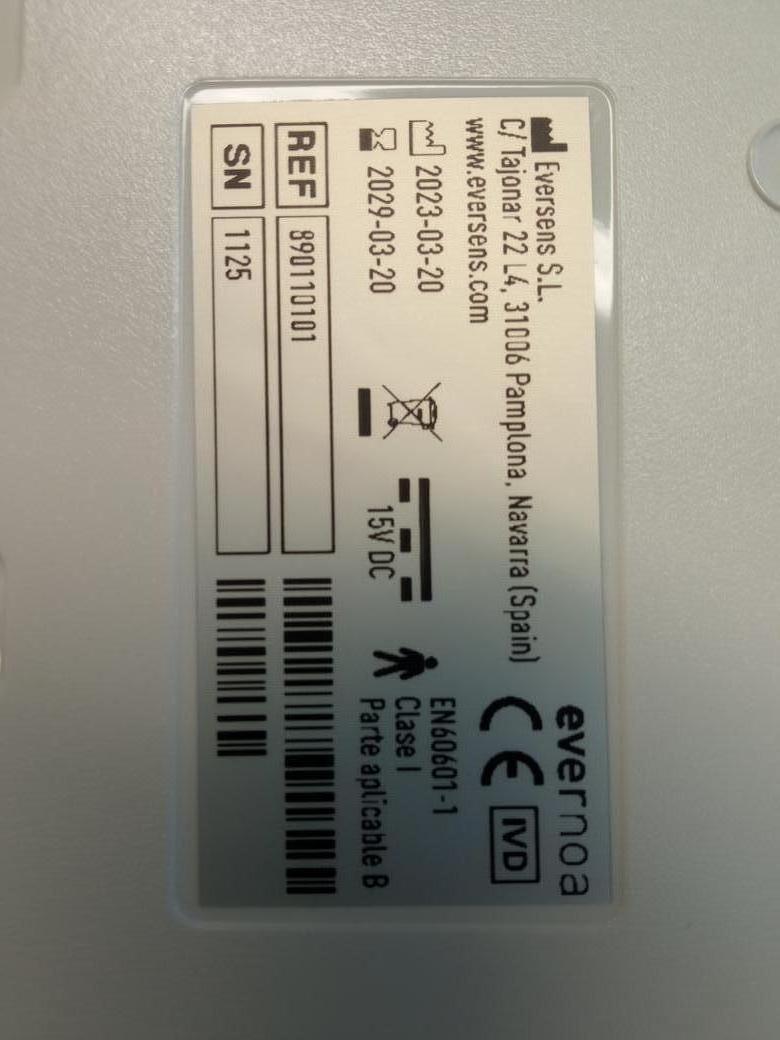 evernoa
Eversens S.L.
C/ Tajonar 22 L4, 31006 Pamplona, Navarra (Spain)
www.eversens.com
CE IVD
2023-03-20
2029-03-20
15V DC
EN60601-1
Clase I
Parte aplicable B
REF 890110101
SN 1125